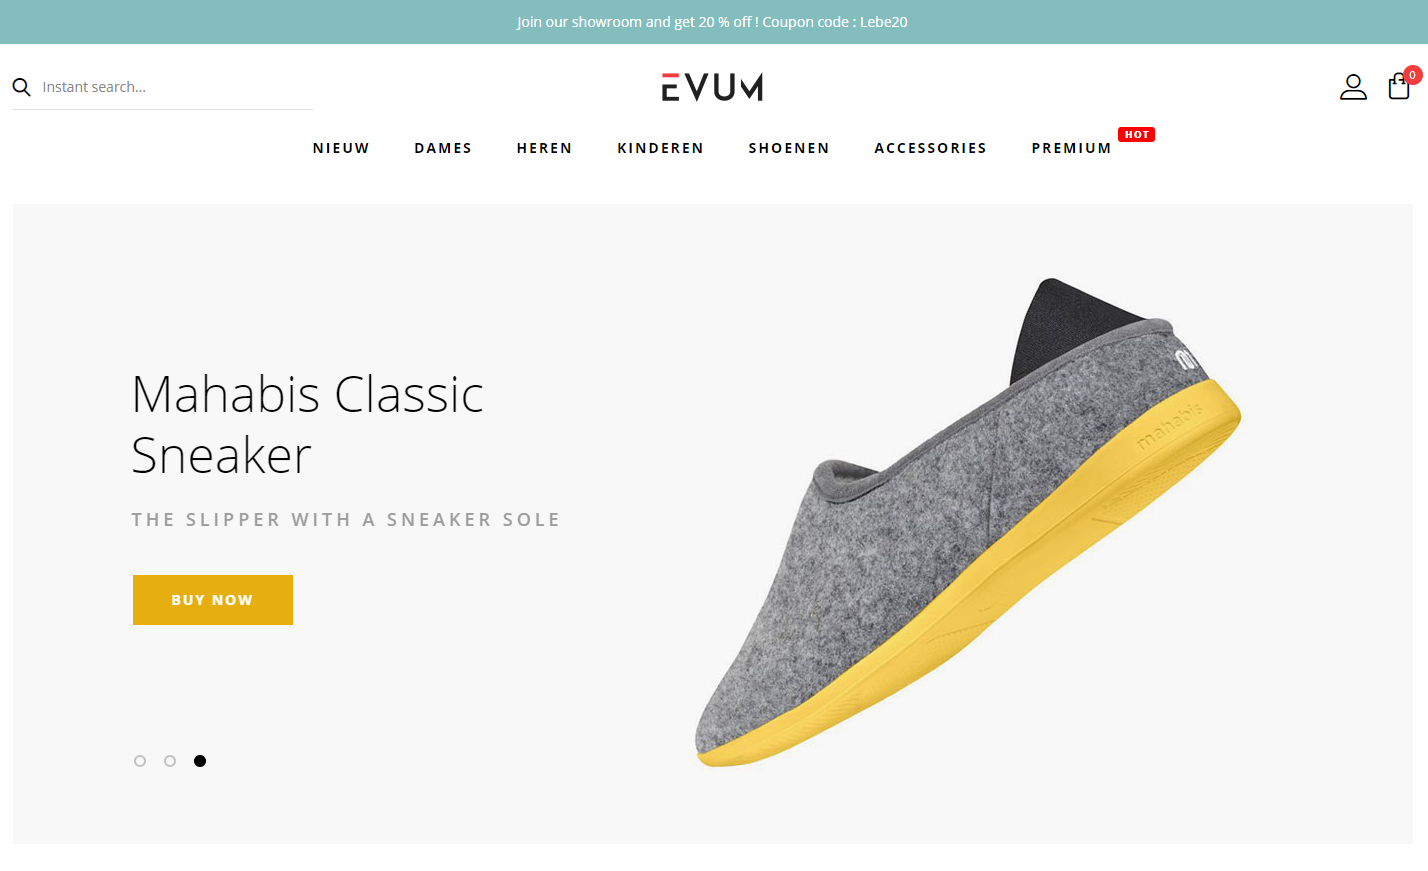 Join our showroom and get 20 % off ! Coupon code : Lebe20
Instant search...
EVUM
0
NIEUW DAMES HEREN KINDEREN SHOENEN ACCESSORIES PREMIUM HOT
Mahabis Classic
Sneaker
THE SLIPPER WITH A SNEAKER SOLE
BUY NOW
mahabis